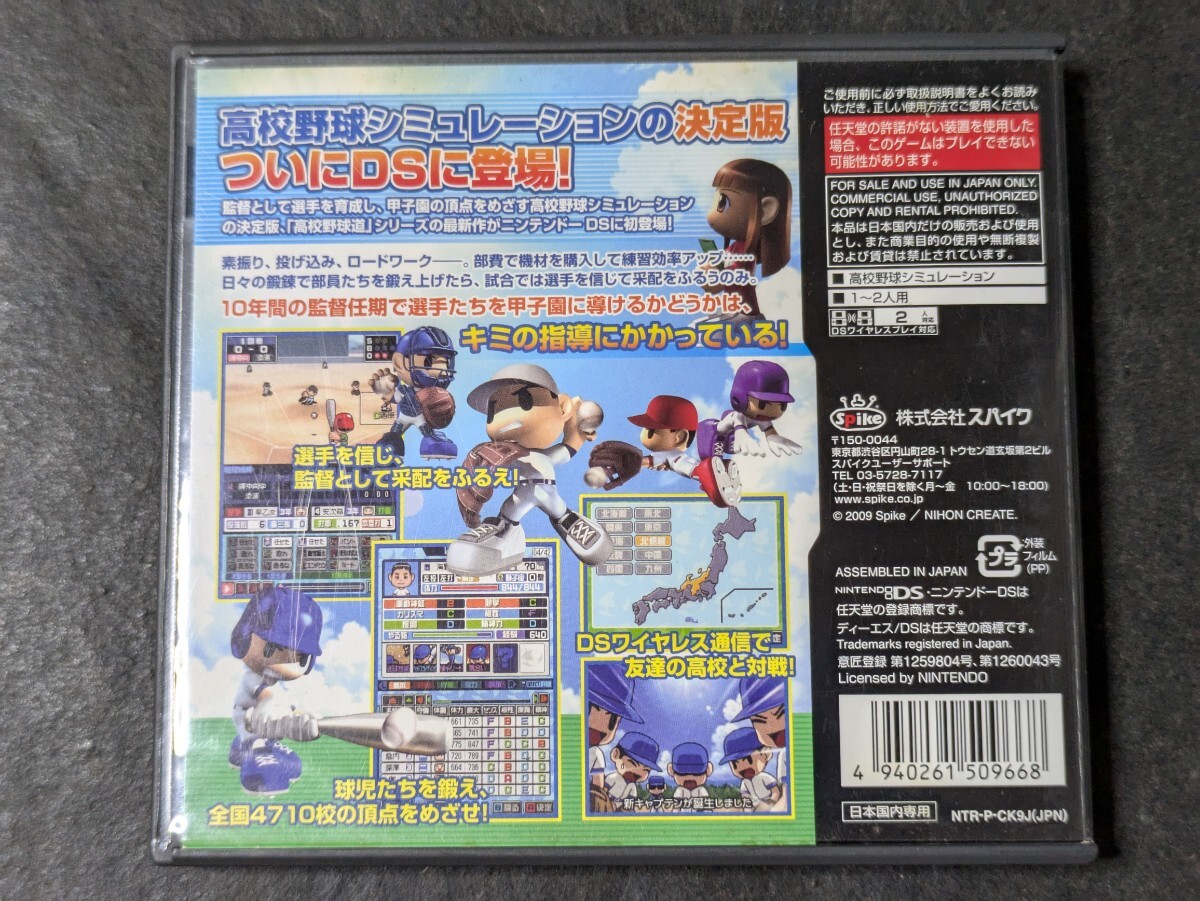 高校野球シミュレーションの決定版
ついにDSに登場!
監督として選手を育成し、甲子園の頂点をめざす高校野球シミュレーション
の決定版、「高校野球道」シリーズの最新作がニンテンドーDSに初登場!
素振り、投げ込み、ロードワーク――。部費で機材を購入して練習効率アップ……
日々の鍛錬で部員たちを鍛え上げたら、試合では選手を信じて采配をふるうのみ。
10年間の監督任期で選手たちを甲子園に導けるかどうかは、
キミの指導にかかっている!
0-0
選手を信じ、
監督として采配をふるえ!
北海道 東北
関東 東京
北信越
中国
四国 九州
844/844
640
DSワイヤレス通信で
友達の高校と対戦!
新キャプテンが誕生しました
球児たちを鍛え、
全国4710校の頂点をめざせ!
ご使用前に必ず取扱説明書をよくお読み
いただき、正しい使用方法でご愛用ください。
任天堂の許諾がない装置を使用した
場合、このゲームはプレイできない
可能性があります。
FOR SALE AND USE IN JAPAN ONLY.
COMMERCIAL USE, UNAUTHORIZED
COPY AND RENTAL PROHIBITED.
本品は日本国内だけの販売および使用
とし、また商業目的の使用や無断複製
および賃貸は禁止されています。
■高校野球シミュレーション
■1〜2人用
2人対応
DSワイヤレスプレイ対応
Spike 株式会社スパイク
〒150-0044
東京都渋谷区円山町28-1 トウセン道玄坂第2ビル
スパイクユーザーサポート
TEL 03-5728-7117
(土・日・祝祭日を除く月〜金 10:00〜18:00)
www.spike.co.jp
© 2009 Spike / NIHON CREATE.
プラ
外装
フィルム
(PP)
ASSEMBLED IN JAPAN
NINTENDO DS・ニンテンドーDSは
任天堂の登録商標です。
ディーエス/DSは任天堂の商標です。
Trademarks registered in Japan.
意匠登録 第1259804号、第1260043号
Licensed by NINTENDO
4 940261 509668
日本国内専用
NTR-P-CK9J(JPN)